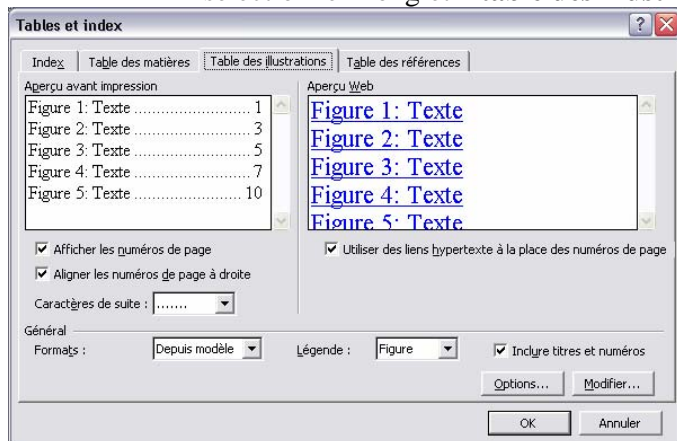 Tables et index
Index Table des matières Table des illustrations Table des références
Aperçu avant impression
Figure 1: Texte ........................... 1
Figure 2: Texte ........................... 3
Figure 3: Texte ........................... 5
Figure 4: Texte ........................... 7
Figure 5: Texte ......................... 10
Aperçu Web
Figure 1: Texte
Figure 2: Texte
Figure 3: Texte
Figure 4: Texte
Figure 5: Texte
Afficher les numéros de page
Aligner les numéros de page à droite
Caractères de suite : .......
Utiliser des liens hypertexte à la place des numéros de page
Général
Formats : Depuis modèle Légende : Figure Inclure titres et numéros
Options... Modifier...
OK Annuler